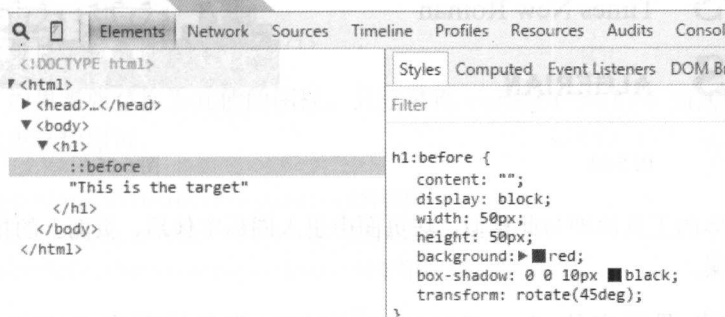 Elements Network Sources Timeline Profiles Resources Audits Consol
<!DOCTYPE html>
<html>
<head>…</head>
<body>
<h1>
::before
"This is the target"
</h1>
</body>
</html>
Styles Computed Event Listeners DOM Br
Filter
h1:before {
content: "";
display: block;
width: 50px;
height: 50px;
background: red;
box-shadow: 0 0 10px black;
transform: rotate(45deg);
}